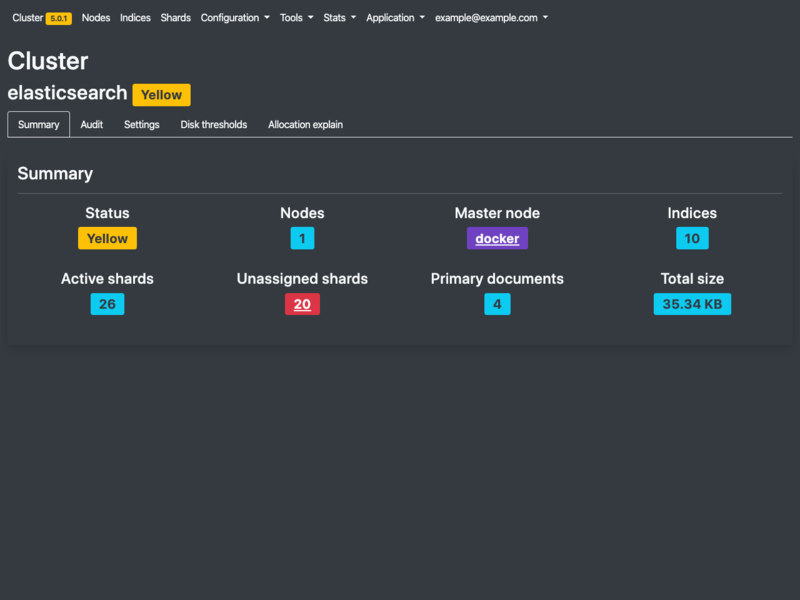 Cluster 5.0.1 Nodes Indices Shards Configuration Tools Stats Application example@example.com
Cluster
elasticsearch Yellow
Summary Audit Settings Disk thresholds Allocation explain
Summary
Status Nodes Master node Indices
Yellow 1 docker 10
Active shards Unassigned shards Primary documents Total size
26 20 4 35.34 KB